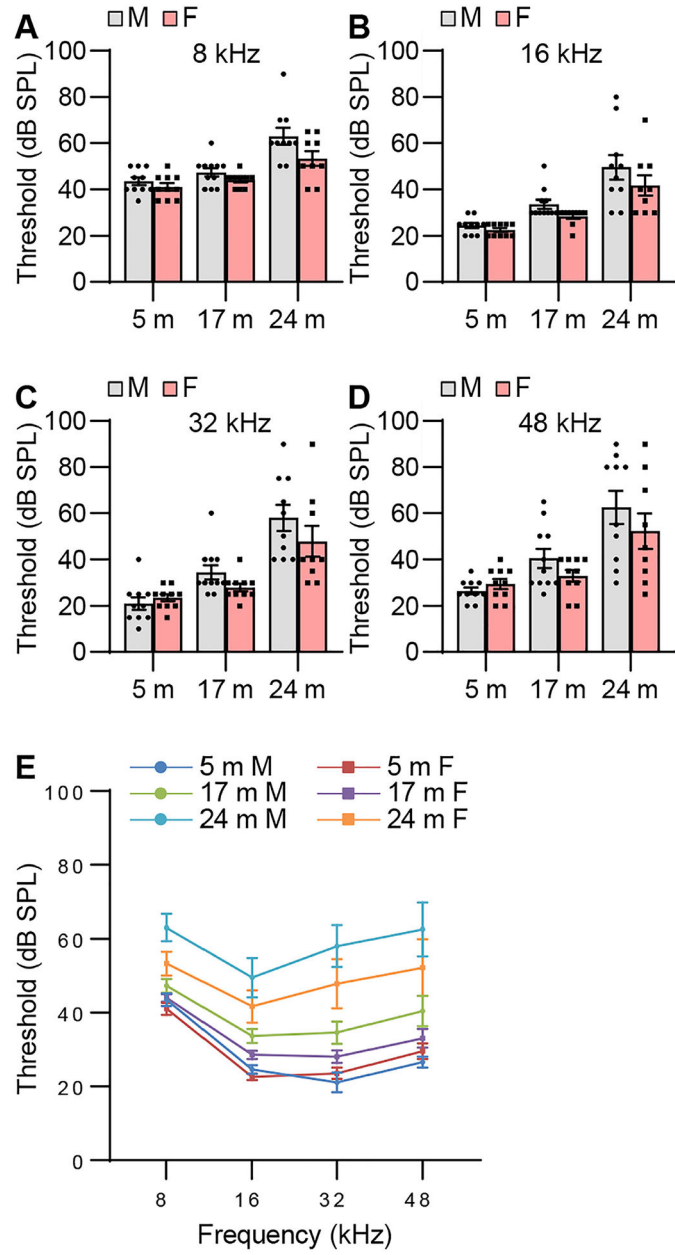 A M F
8 kHz
Threshold (dB SPL)
100
80
60
40
20
0
5 m 17 m 24 m
B M F
16 kHz
Threshold (dB SPL)
100
80
60
40
20
0
5 m 17 m 24 m
C M F
32 kHz
Threshold (dB SPL)
100
80
60
40
20
0
5 m 17 m 24 m
D M F
48 kHz
Threshold (dB SPL)
100
80
60
40
20
0
5 m 17 m 24 m
E
5 m M 5 m F
17 m M 17 m F
24 m M 24 m F
Threshold (dB SPL)
100
80
60
40
20
0
8 16 32 48
Frequency (kHz)